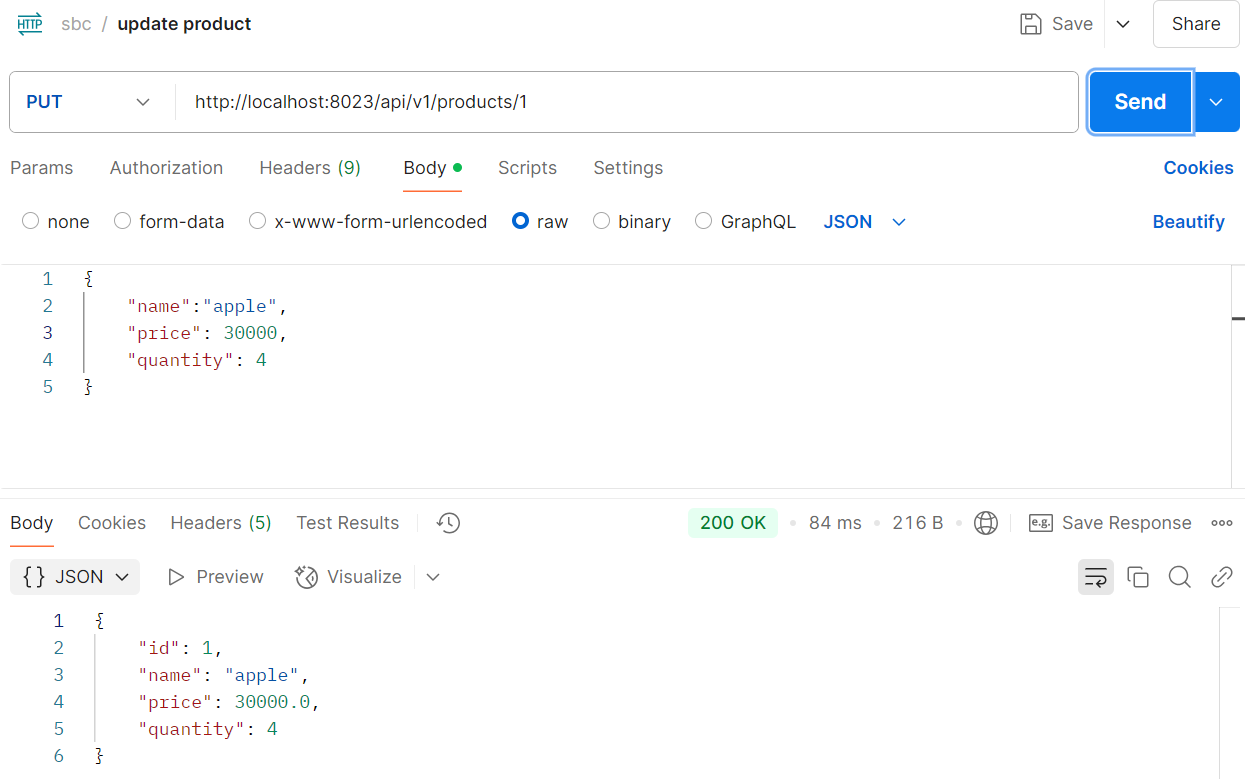 HTTP sbc / update product Save Share
PUT http://localhost:8023/api/v1/products/1 Send
Params Authorization Headers (9) Body Scripts Settings Cookies
none form-data x-www-form-urlencoded raw binary GraphQL JSON Beautify
1 {
2 "name":"apple",
3 "price": 30000,
4 "quantity": 4
5 }
Body Cookies Headers (5) Test Results 200 OK 84 ms 216 B e.g. Save Response
{} JSON Preview Visualize
1 {
2 "id": 1,
3 "name": "apple",
4 "price": 30000.0,
5 "quantity": 4
6 }